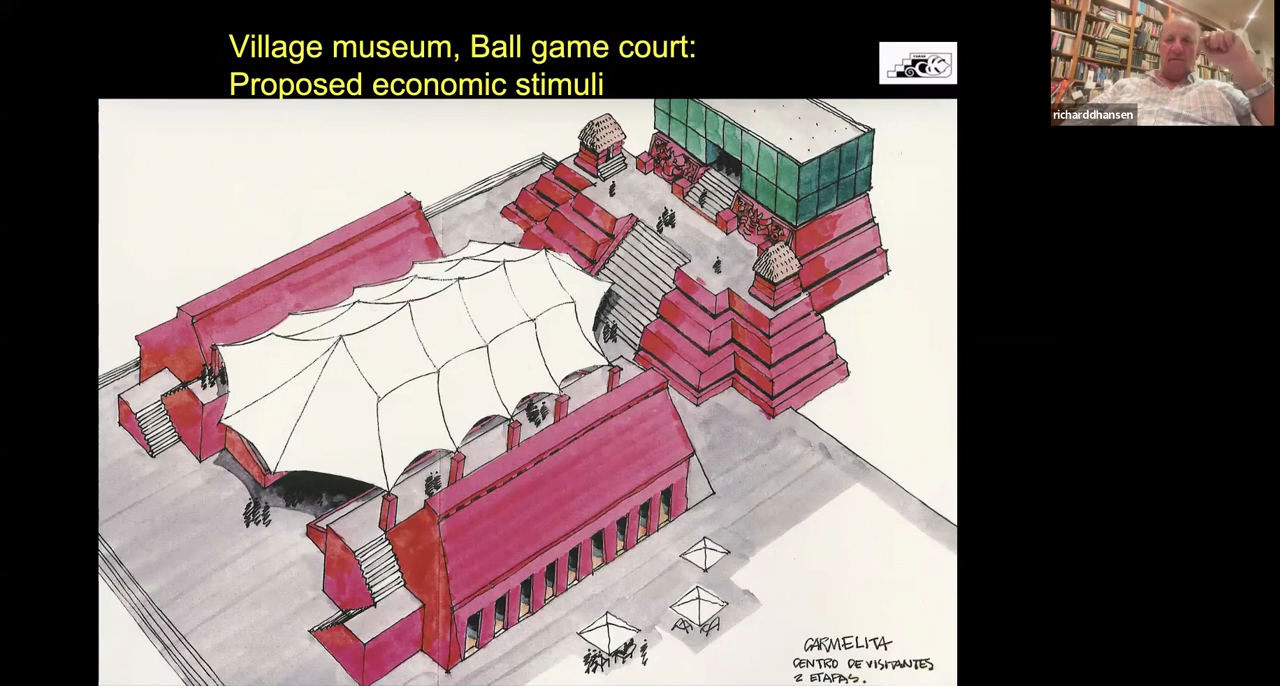 Village museum, Ball game court:
Proposed economic stimuli
richarddhansen
CARMELITA
CENTRO DE VISITANTES
2 ETAPAS.